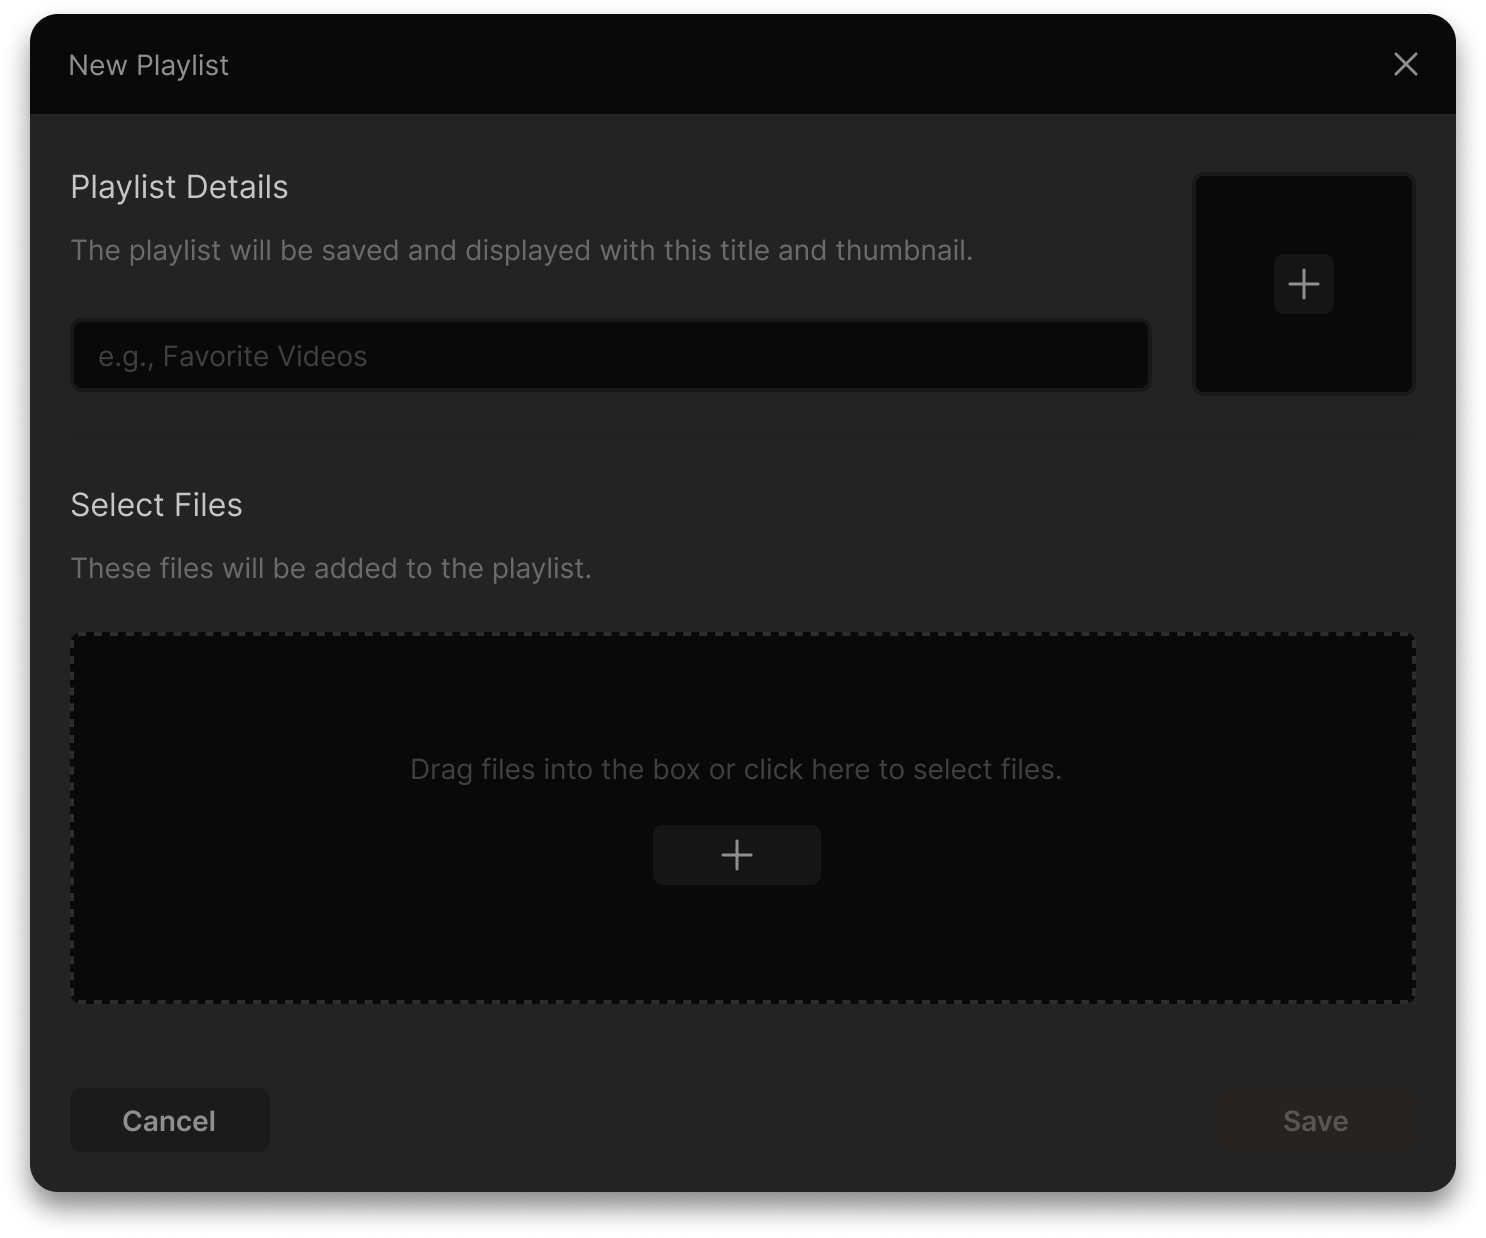 New Playlist
Playlist Details
The playlist will be saved and displayed with this title and thumbnail.
e.g., Favorite Videos
Select Files
These files will be added to the playlist.
Drag files into the box or click here to select files.
Cancel
Save